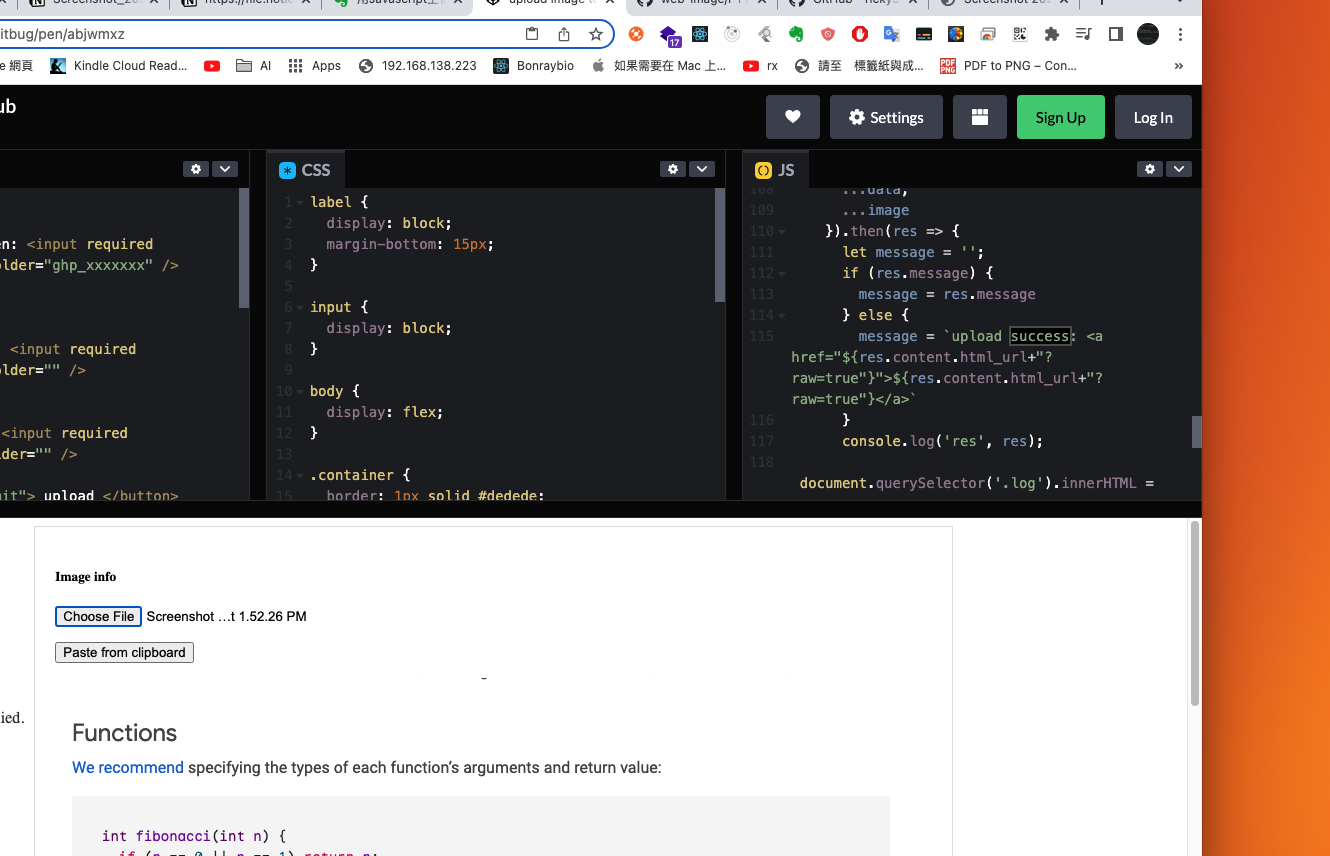 Screenshot_20
https://file.notic
用Javascript上傳
upload image to
web-image/P
GitHub - ricky
Screenshot 202
itbug/pen/abjwmxz
17
e 網頁
Kindle Cloud Read...
AI
Apps
192.168.138.223
Bonraybio
如果需要在 Mac 上...
rx
請至 標籤紙與成...
PDF to PNG – Con...
»
ub
Settings
Sign Up
Log In
en: <input required
older="ghp_xxxxxxx" />
<input required
older="" />
<input required
lder="" />
mit"> upload </button>
CSS
1 label {
2 display: block;
3 margin-bottom: 15px;
4 }
5
6 input {
7 display: block;
8 }
9
10 body {
11 display: flex;
12 }
13
14 .container {
15 border: 1px solid #dedede;
JS
108 ...data,
109 ...image
110 }).then(res => {
111 let message = '';
112 if (res.message) {
113 message = res.message
114 } else {
115 message = `upload success: <a
href="${res.content.html_url+"?
raw=true"}">${res.content.html_url+"?
raw=true"}</a>`
116 }
117 console.log('res', res);
118
document.querySelector('.log').innerHTML =
ied.
Image info
Choose File Screenshot ...t 1.52.26 PM
Paste from clipboard
Functions
We recommend specifying the types of each function's arguments and return value:
int fibonacci(int n) {
if (n == 0 || n == 1) return n;